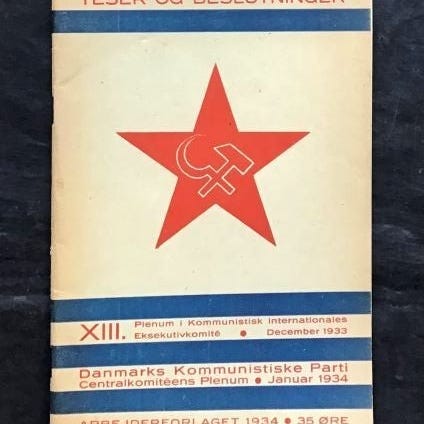 TESER OG BESLUTNINGER
XIII. Plenum i Kommunistisk Internationales
Eksekutivkomité • December 1933
Danmarks Kommunistiske Parti
Centralkomitéens Plenum • Januar 1934
ARBEJDERFORLAGET 1934 • 35 ØRE